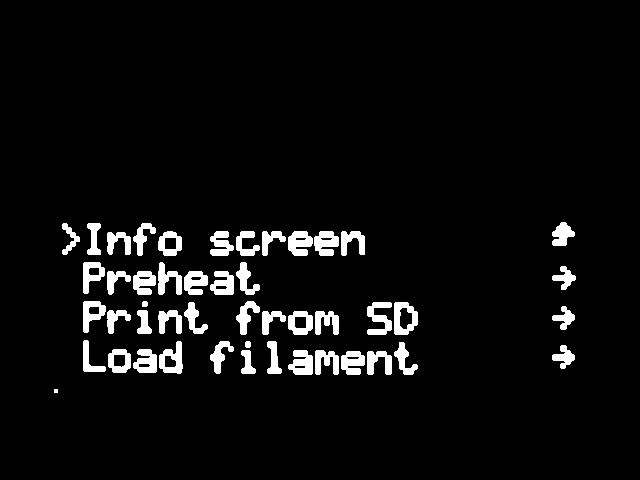 >Info screen ↑
Preheat →
Print from SD →
Load filament →